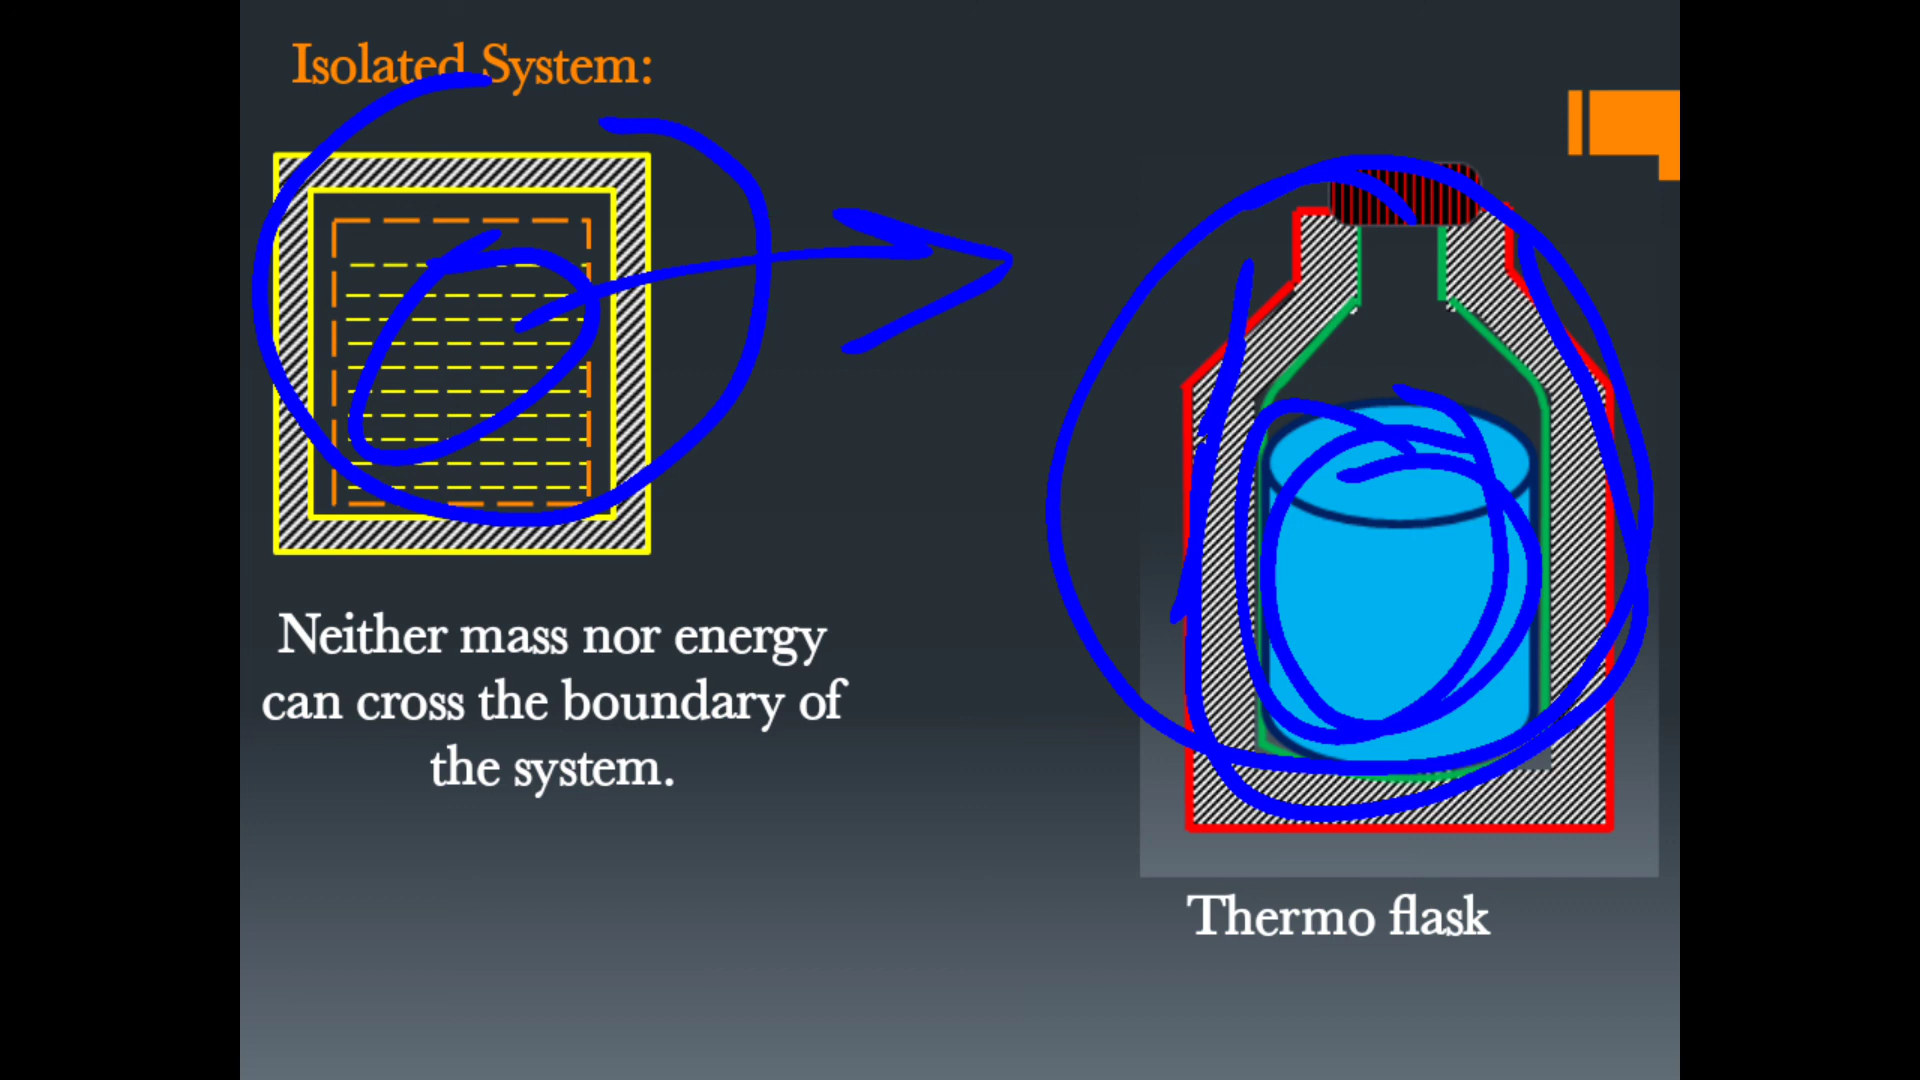 Isolated System:
Neither mass nor energy
can cross the boundary of
the system.
Thermo flask